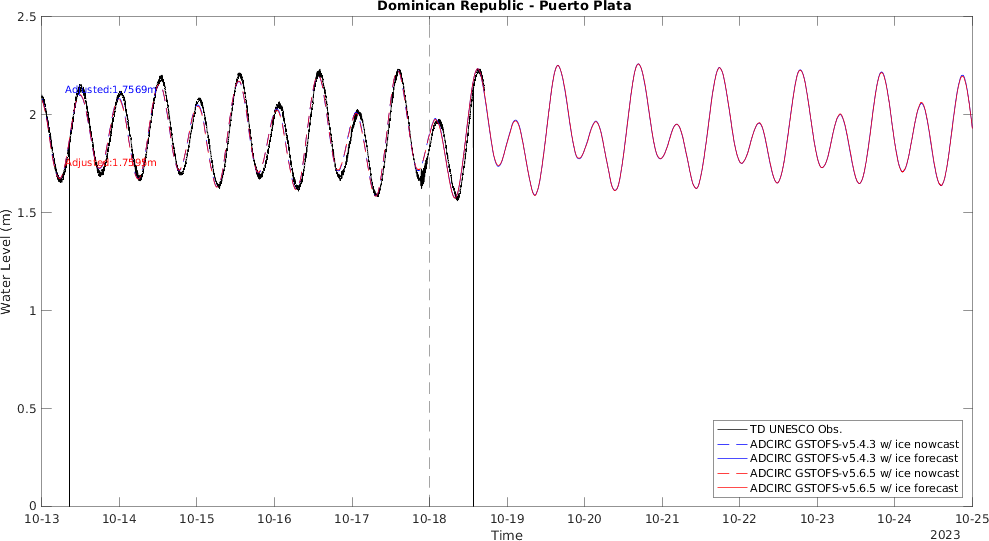 Dominican Republic - Puerto Plata
2.5
2
1.5
1
0.5
0
Water Level (m)
Adjusted:1.7569m
Adjusted:1.7595m
TD UNESCO Obs.
ADCIRC GSTOFS-v5.4.3 w/ ice nowcast
ADCIRC GSTOFS-v5.4.3 w/ ice forecast
ADCIRC GSTOFS-v5.6.5 w/ ice nowcast
ADCIRC GSTOFS-v5.6.5 w/ ice forecast
10-13 10-14 10-15 10-16 10-17 10-18 10-19 10-20 10-21 10-22 10-23 10-24 10-25
Time
2023